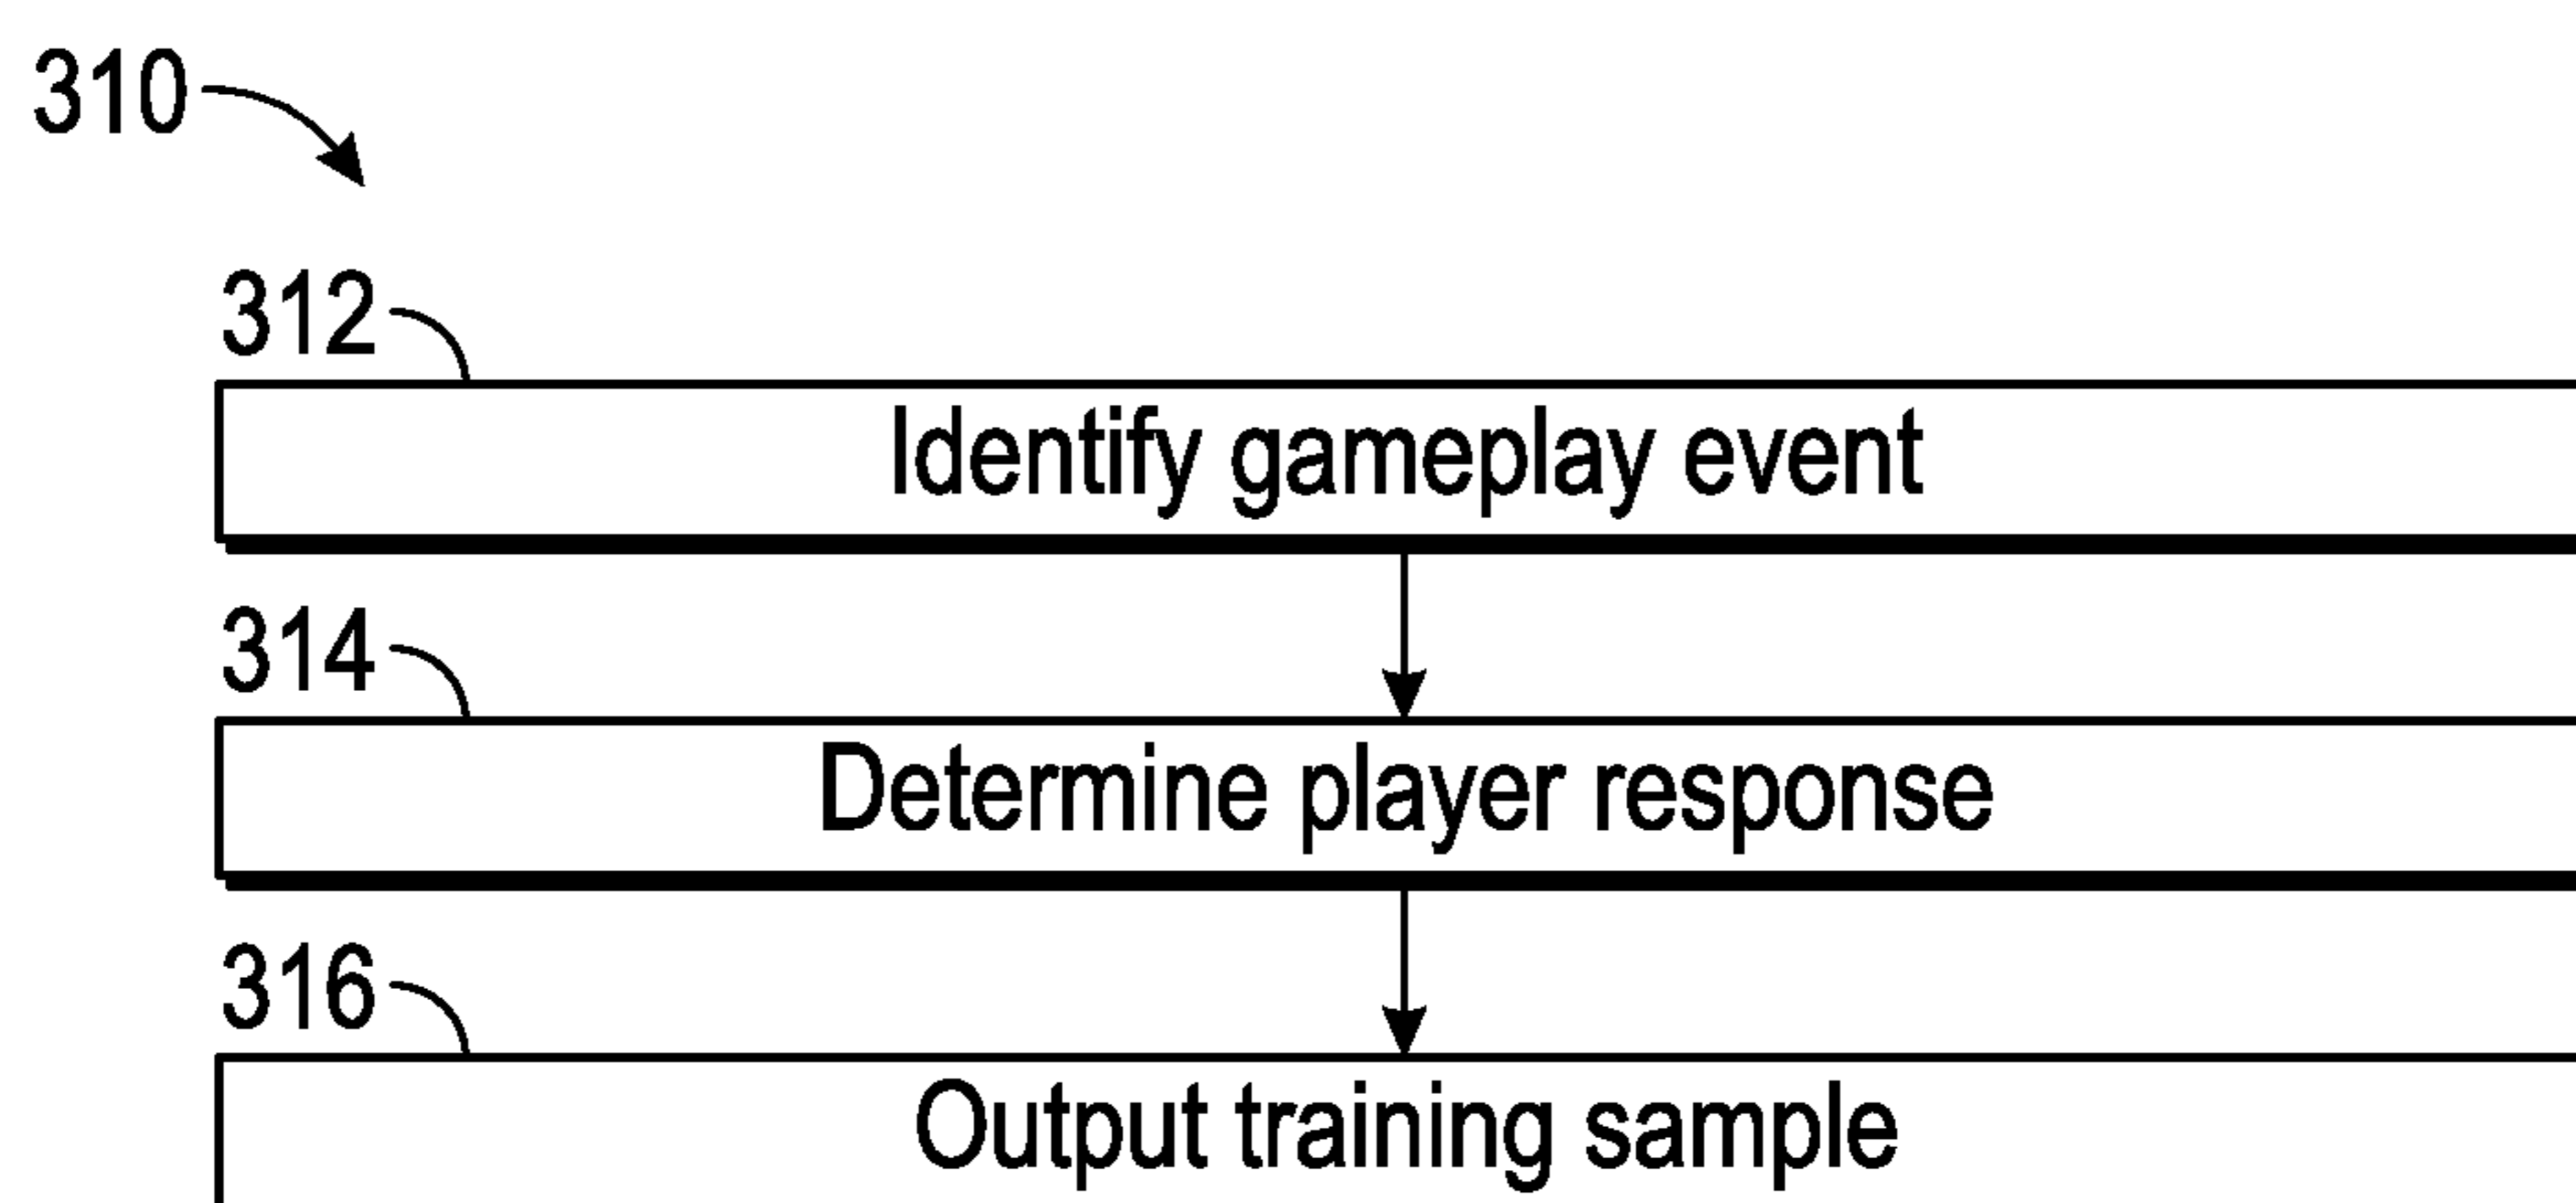 310
312
Identify gameplay event
314
Determine player response
316
Output training sample